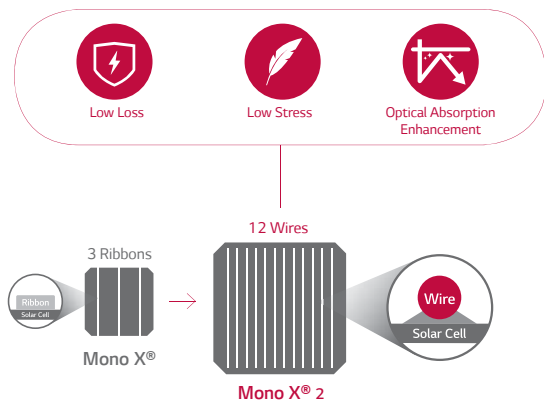 Low Loss
Low Stress
Optical Absorption
Enhancement
12 Wires
3 Ribbons
Ribbon
Solar Cell
Wire
Solar Cell
Mono X®
Mono X® 2